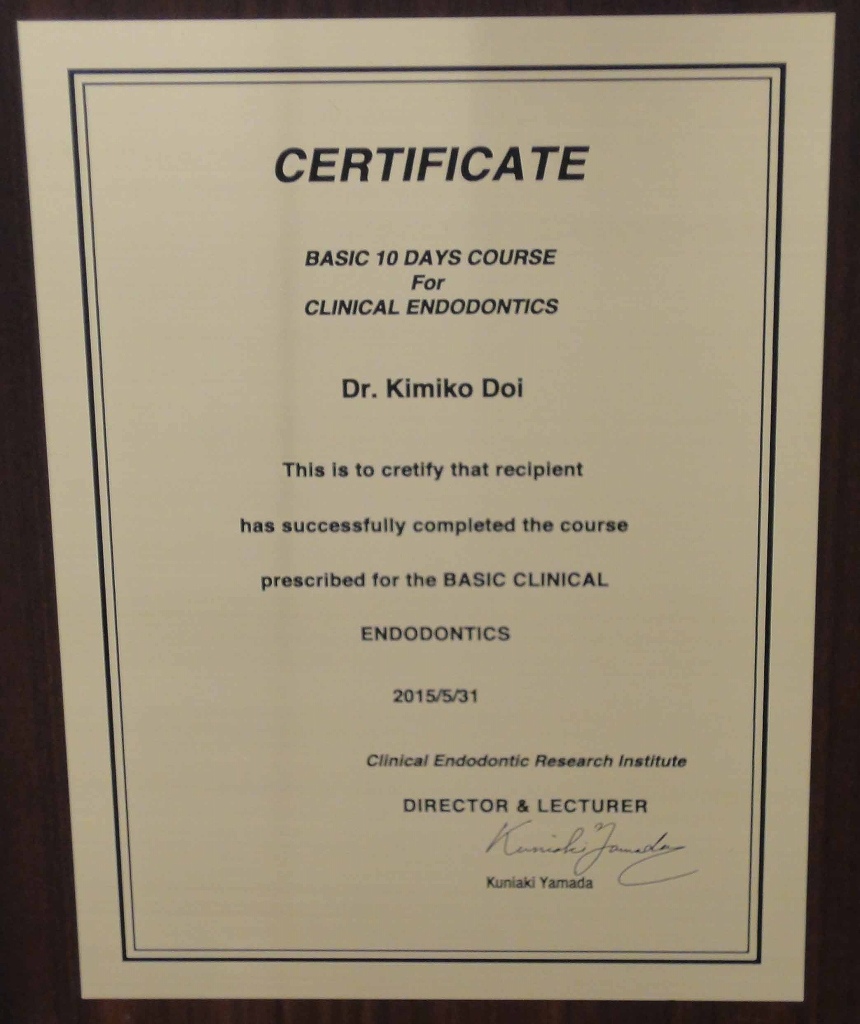 CERTIFICATE
BASIC 10 DAYS COURSE
For
CLINICAL ENDODONTICS
Dr. Kimiko Doi
This is to cretify that recipient
has successfully completed the course
prescribed for the BASIC CLINICAL
ENDODONTICS
2015/5/31
Clinical Endodontic Research Institute
DIRECTOR & LECTURER
Kuniaki Yamada
Kuniaki Yamada